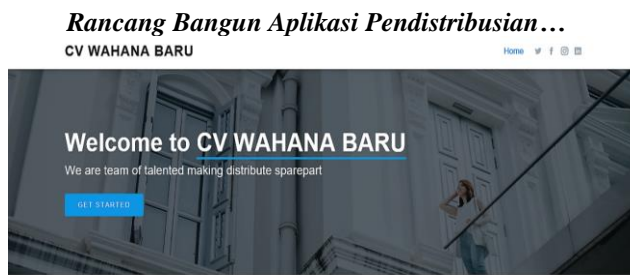 Rancang Bangun Aplikasi Pendistribusian…
CV WAHANA BARU
Home
Welcome to CV WAHANA BARU
We are team of talented making distribute sparepart
GET STARTED